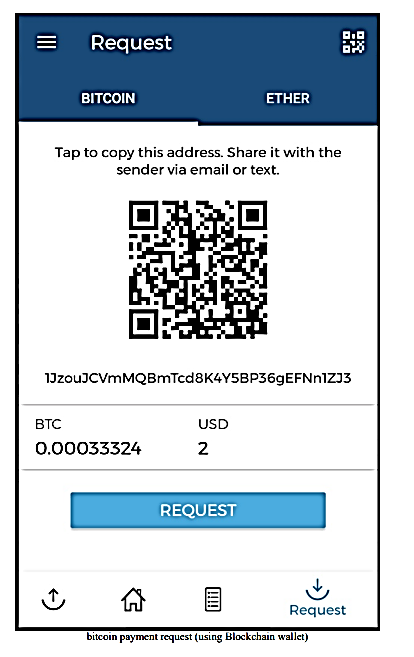 Request
BITCOIN
ETHER
Tap to copy this address. Share it with the
sender via email or text.
1JzouJCVmMQBmTcd8K4Y5BP36gEFNn1ZJ3
BTC
USD
0.00033324
2
REQUEST
Request
bitcoin payment request (using Blockchain wallet)